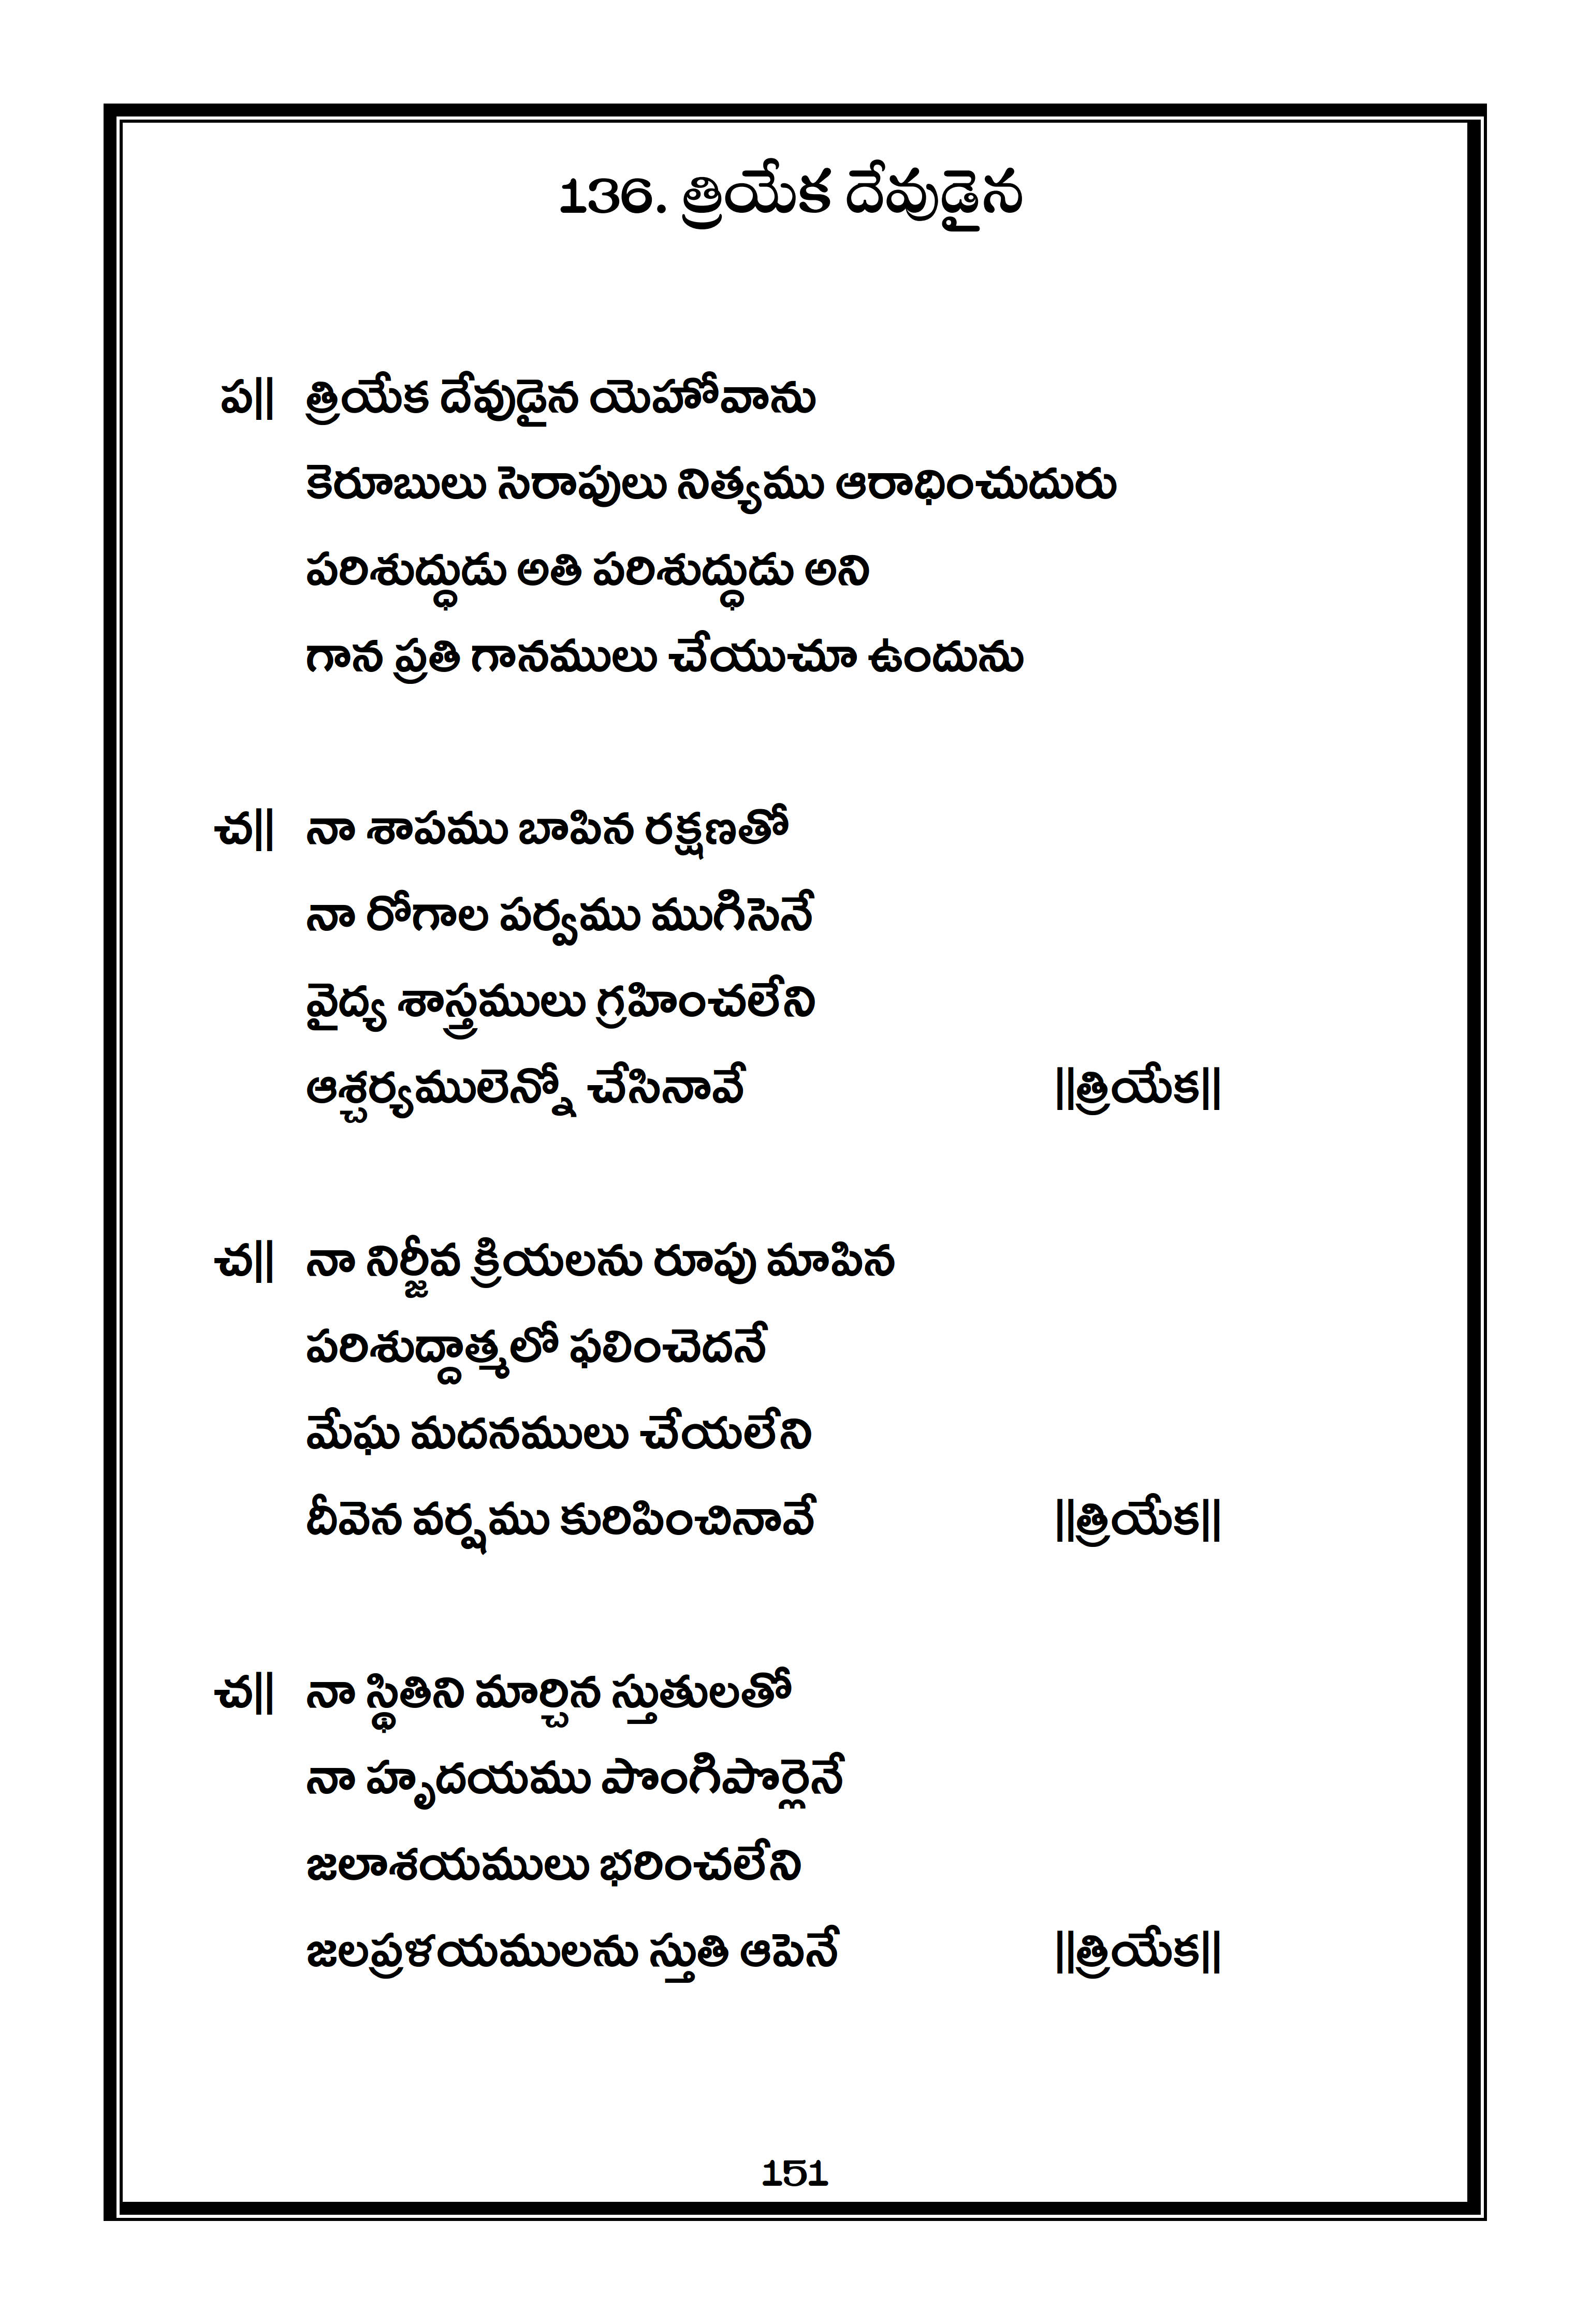 136. త్రియేక దేవుడైన
ప|| త్రియేక దేవుడైన యెహోవాను
కెరూబులు సెరాపులు నిత్యము ఆరాధించుదురు
పరిశుద్ధుడు అతి పరిశుద్ధుడు అని
గాన ప్రతి గానములు చేయుచూ ఉందును
చ|| నా శాపము బాపిన రక్షణతో
నా రోగాల పర్వము ముగిసెనే
వైద్య శాస్త్రములు గ్రహించలేని
ఆశ్చర్యములెన్నో చేసినావే ||త్రియేక||
చ|| నా నిర్జీవ క్రియలను రూపు మాపిన
పరిశుద్దాత్మలో ఫలించెదనే
మేఘ మదనములు చేయలేని
దీవెన వర్షము కురిపించినావే ||త్రియేక||
చ|| నా స్థితిని మార్చిన స్తుతులతో
నా హృదయము పొంగిపొర్లెనే
జలాశయములు భరించలేని
జలప్రళయములను స్తుతి ఆపెనే ||త్రియేక||
151